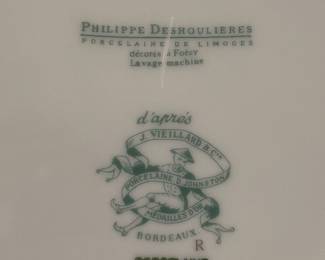 PHILIPPE DESHOULIERES
PORCELAINE DE LIMOGES
décorée à Foëcy
Lavage machine
d'après
J. VIEILLARD & Cie
PORCELAINE D. JOHNSTON
MÉDAILLES D'OR
BORDEAUX
R